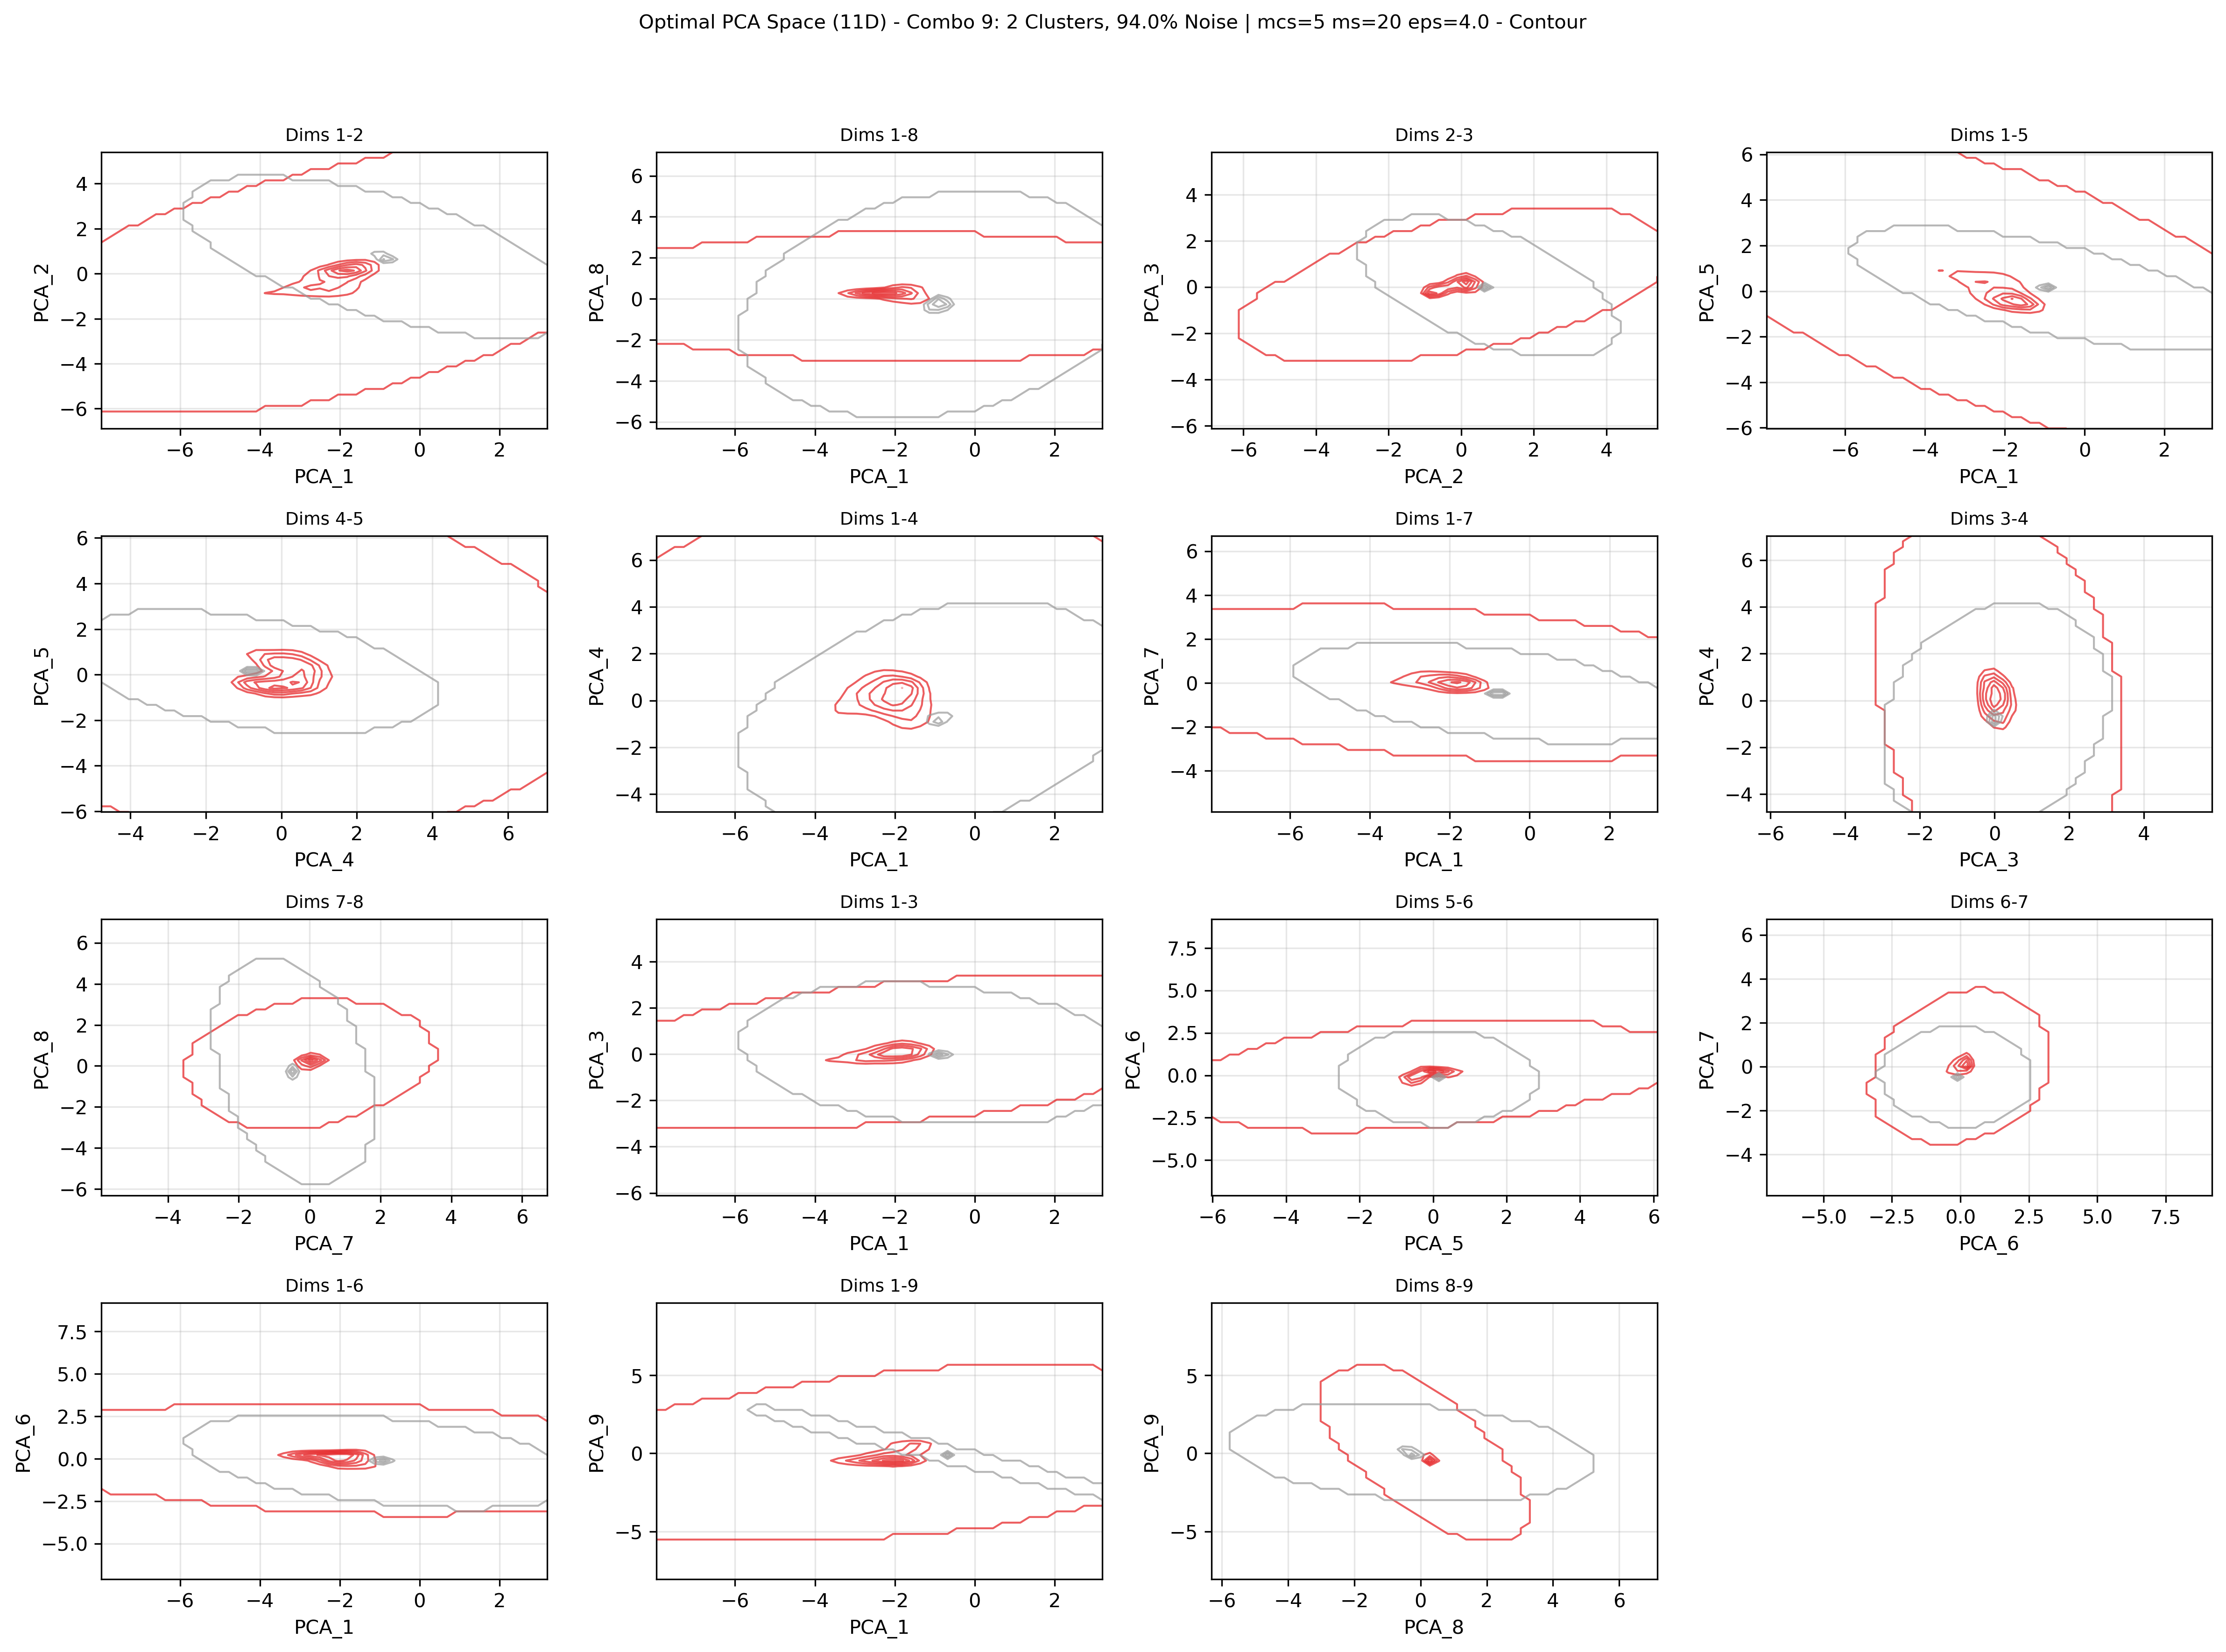 Optimal PCA Space (11D) - Combo 9: 2 Clusters, 94.0% Noise | mcs=5 ms=20 eps=4.0 - Contour
Dims 1-2
4
2
0
−2
−4
−6
PCA_2
−6 −4 −2 0 2
PCA_1
Dims 1-8
6
4
2
0
−2
−4
−6
PCA_8
−6 −4 −2 0 2
PCA_1
Dims 2-3
4
2
0
−2
−4
−6
PCA_3
−6 −4 −2 0 2 4
PCA_2
Dims 1-5
6
4
2
0
−2
−4
−6
PCA_5
−6 −4 −2 0 2
PCA_1
Dims 4-5
6
4
2
0
−2
−4
−6
PCA_5
−4 −2 0 2 4 6
PCA_4
Dims 1-4
6
4
2
0
−2
−4
PCA_4
−6 −4 −2 0 2
PCA_1
Dims 1-7
6
4
2
0
−2
−4
PCA_7
−6 −4 −2 0 2
PCA_1
Dims 3-4
6
4
2
0
−2
−4
PCA_4
−6 −4 −2 0 2 4
PCA_3
Dims 7-8
6
4
2
0
−2
−4
−6
PCA_8
−4 −2 0 2 4 6
PCA_7
Dims 1-3
4
2
0
−2
−4
−6
PCA_3
−6 −4 −2 0 2
PCA_1
Dims 5-6
7.5
5.0
2.5
0.0
−2.5
−5.0
PCA_6
−6 −4 −2 0 2 4 6
PCA_5
Dims 6-7
6
4
2
0
−2
−4
PCA_7
−5.0 −2.5 0.0 2.5 5.0 7.5
PCA_6
Dims 1-6
7.5
5.0
2.5
0.0
−2.5
−5.0
PCA_6
−6 −4 −2 0 2
PCA_1
Dims 1-9
5
0
−5
PCA_9
−6 −4 −2 0 2
PCA_1
Dims 8-9
5
0
−5
PCA_9
−6 −4 −2 0 2 4 6
PCA_8